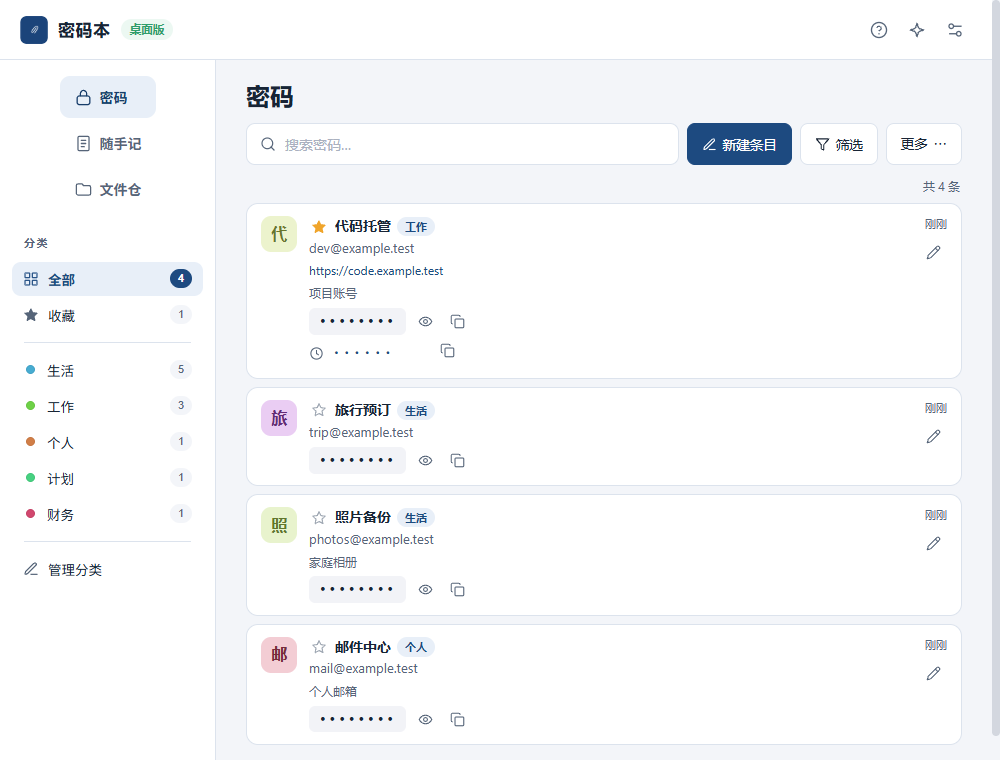 密码本 桌面版
密码
随手记
文件仓
分类
全部 4
收藏 1
生活 5
工作 3
个人 1
计划 1
财务 1
管理分类
密码
搜索密码...
新建条目
筛选
更多 ···
共 4 条
代
代码托管 工作
刚刚
dev@example.test
https://code.example.test
项目账号
••••••••
••••••
旅
旅行预订 生活
刚刚
trip@example.test
••••••••
照
照片备份 生活
刚刚
photos@example.test
家庭相册
••••••••
邮
邮件中心 个人
刚刚
mail@example.test
个人邮箱
••••••••